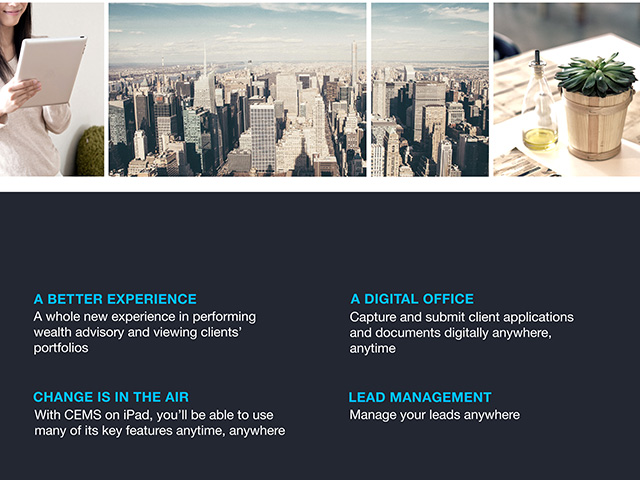 A BETTER EXPERIENCE
A whole new experience in performing
wealth advisory and viewing clients'
portfolios
A DIGITAL OFFICE
Capture and submit client applications
and documents digitally anywhere,
anytime
CHANGE IS IN THE AIR
With CEMS on iPad, you'll be able to use
many of its key features anytime, anywhere
LEAD MANAGEMENT
Manage your leads anywhere